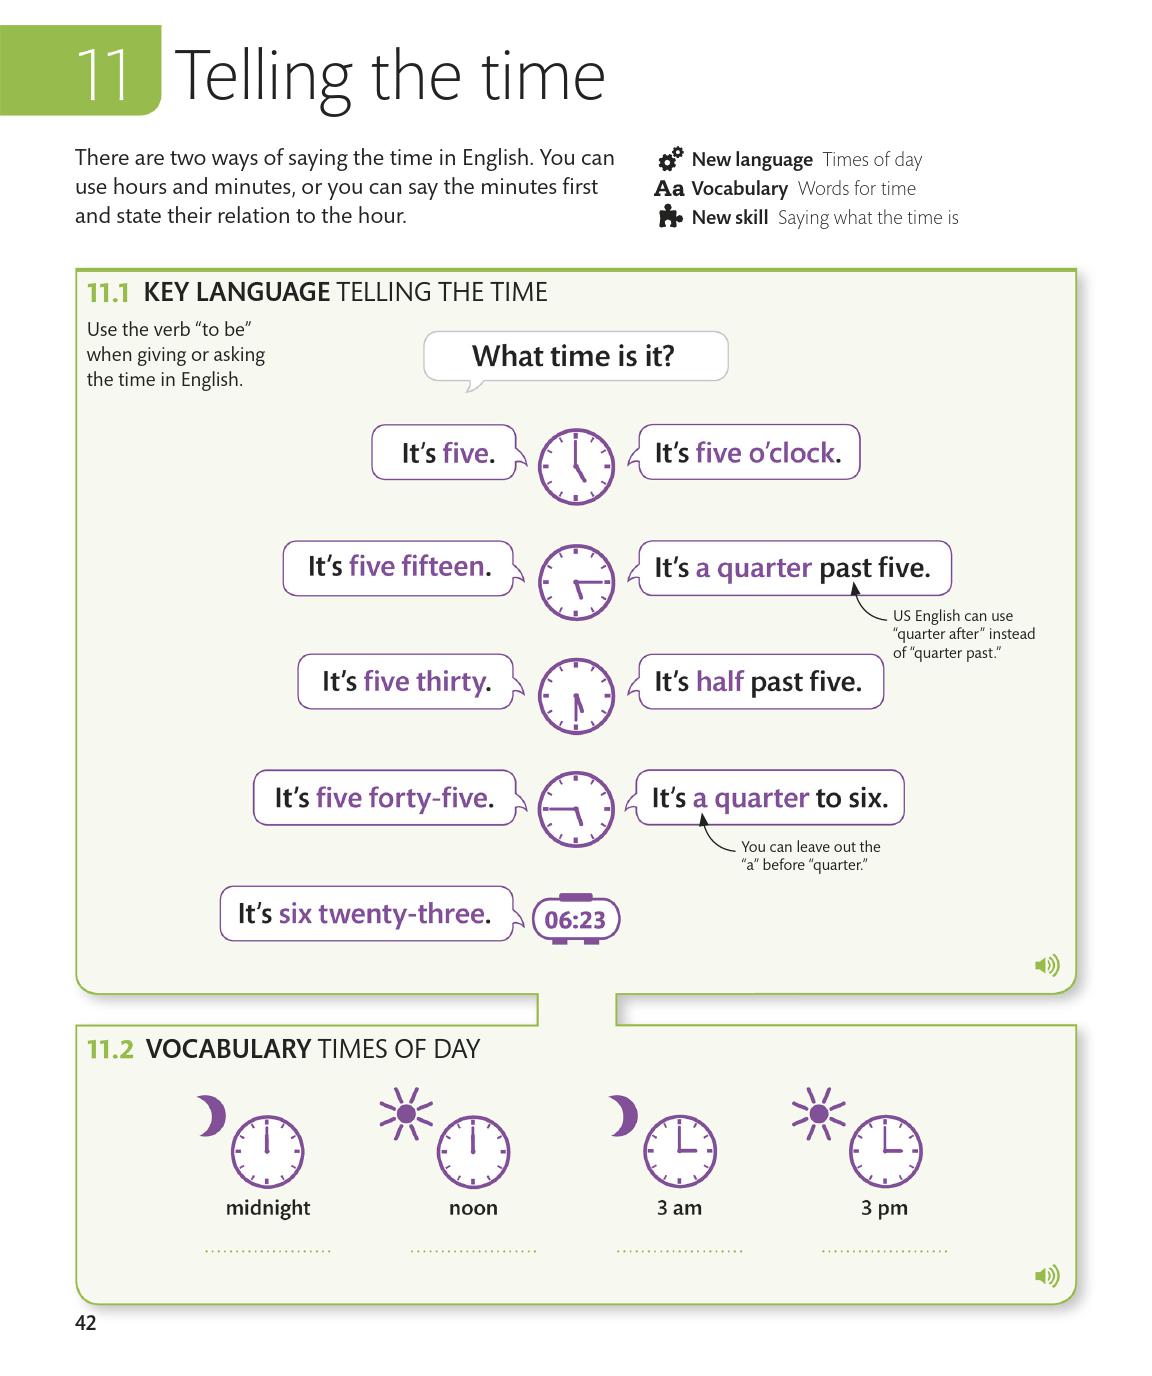 11 Telling the time
There are two ways of saying the time in English. You can
use hours and minutes, or you can say the minutes first
and state their relation to the hour.
New language Times of day
Aa Vocabulary Words for time
New skill Saying what the time is
11.1 KEY LANGUAGE TELLING THE TIME
Use the verb “to be”
when giving or asking
the time in English.
What time is it?
It’s five.
It’s five o’clock.
It’s five fifteen.
It’s a quarter past five.
US English can use
“quarter after” instead
of “quarter past.”
It’s five thirty.
It’s half past five.
It’s five forty-five.
It’s a quarter to six.
You can leave out the
“a” before “quarter.”
It’s six twenty-three.
06:23
11.2 VOCABULARY TIMES OF DAY
midnight
noon
3 am
3 pm
42